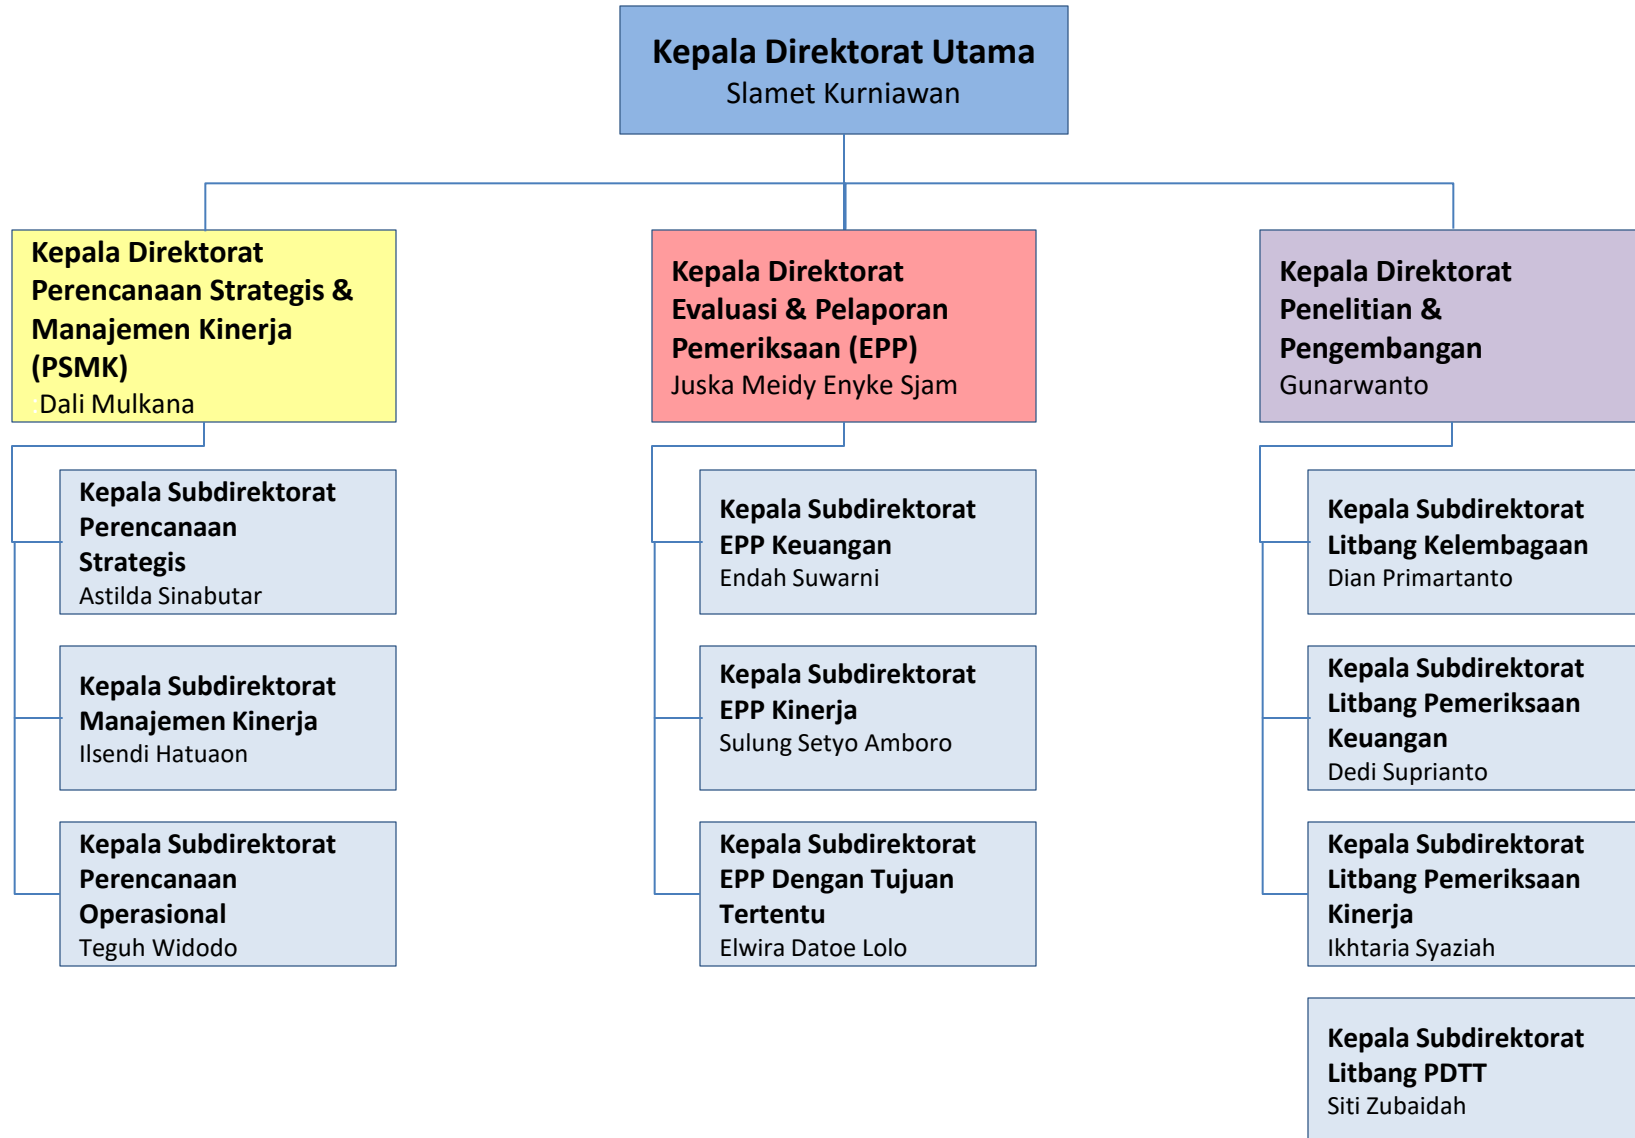 Kepala Direktorat Utama
Slamet Kurniawan
Kepala Direktorat
Perencanaan Strategis &
Manajemen Kinerja
(PSMK)
:Dali Mulkana
Kepala Subdirektorat
Perencanaan
Strategis
Astilda Sinabutar
Kepala Subdirektorat
Manajemen Kinerja
Ilsendi Hatuaon
Kepala Subdirektorat
Perencanaan
Operasional
Teguh Widodo
Kepala Direktorat
Evaluasi & Pelaporan
Pemeriksaan (EPP)
Juska Meidy Enyke Sjam
Kepala Subdirektorat
EPP Keuangan
Endah Suwarni
Kepala Subdirektorat
EPP Kinerja
Sulung Setyo Amboro
Kepala Subdirektorat
EPP Dengan Tujuan
Tertentu
Elwira Datoe Lolo
Kepala Direktorat
Penelitian &
Pengembangan
Gunarwanto
Kepala Subdirektorat
Litbang Kelembagaan
Dian Primartanto
Kepala Subdirektorat
Litbang Pemeriksaan
Keuangan
Dedi Suprianto
Kepala Subdirektorat
Litbang Pemeriksaan
Kinerja
Ikhtaria Syaziah
Kepala Subdirektorat
Litbang PDTT
Siti Zubaidah